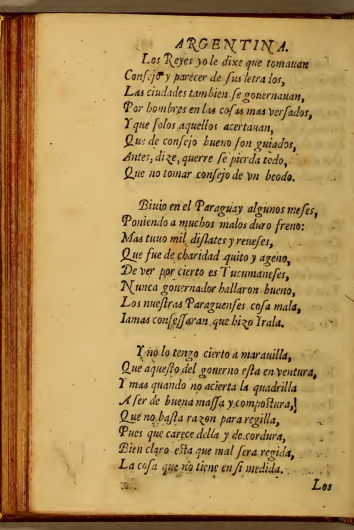 ARGENTINA.
Los Reyes yo le dixe que tomauan
Consejo y parecer de sus letrados,
Las ciudades tambien se gouernauan,
Por hombres en las cosas mas versados,
Y que solos aquellos acertauan,
Que de consejo bueno son guiados,
Antes, dize, querre se pierda todo,
Que no tomar consejo de vn beodo.
Biuio en el Paraguay algunos meses,
Poniendo a muchos malos duro freno:
Mas tuuo mil dislates y reueses,
Que fue de charidad quito y ageno,
De ver por cierto es Tucumaneses,
Nunca gouernador hallaron bueno,
Los nuestras Paraguenses cosa mala,
Iamas confessaran que hizo Irala.
Y no lo tengo cierto a marauilla,
Que aquesto del gouerno esta en ventura,
Y mas quando no acierta la quadrilla
A ser de buena massa y compostura,
Que no basta razon para regilla,
Pues que carece della y de cordura,
Bien claro esta que mal sera regida,
La cosa que no tiene en si medida.
Los